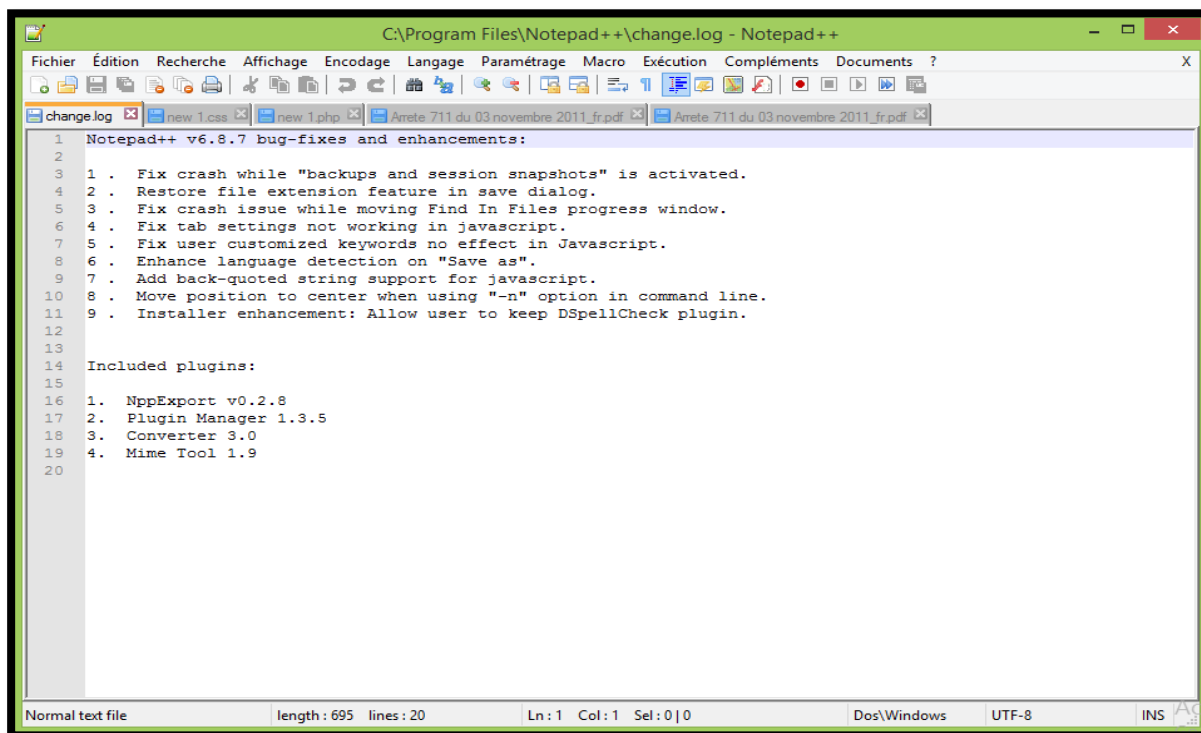 C:\Program Files\Notepad++\change.log - Notepad++
Fichier Édition Recherche Affichage Encodage Langage Paramétrage Macro Exécution Compléments Documents ? X
change.log new 1.css new 1.php Arrete 711 du 03 novembre 2011_fr.pdf Arrete 711 du 03 novembre 2011_fr.pdf
1 Notepad++ v6.8.7 bug-fixes and enhancements:
2
3 1 . Fix crash while "backups and session snapshots" is activated.
4 2 . Restore file extension feature in save dialog.
5 3 . Fix crash issue while moving Find In Files progress window.
6 4 . Fix tab settings not working in javascript.
7 5 . Fix user customized keywords no effect in Javascript.
8 6 . Enhance language detection on "Save as".
9 7 . Add back-quoted string support for javascript.
10 8 . Move position to center when using "-n" option in command line.
11 9 . Installer enhancement: Allow user to keep DSpellCheck plugin.
12
13
14 Included plugins:
15
16 1. NppExport v0.2.8
17 2. Plugin Manager 1.3.5
18 3. Converter 3.0
19 4. Mime Tool 1.9
20
Normal text file length : 695 lines : 20 Ln : 1 Col : 1 Sel : 0 | 0 Dos\Windows UTF-8 INS